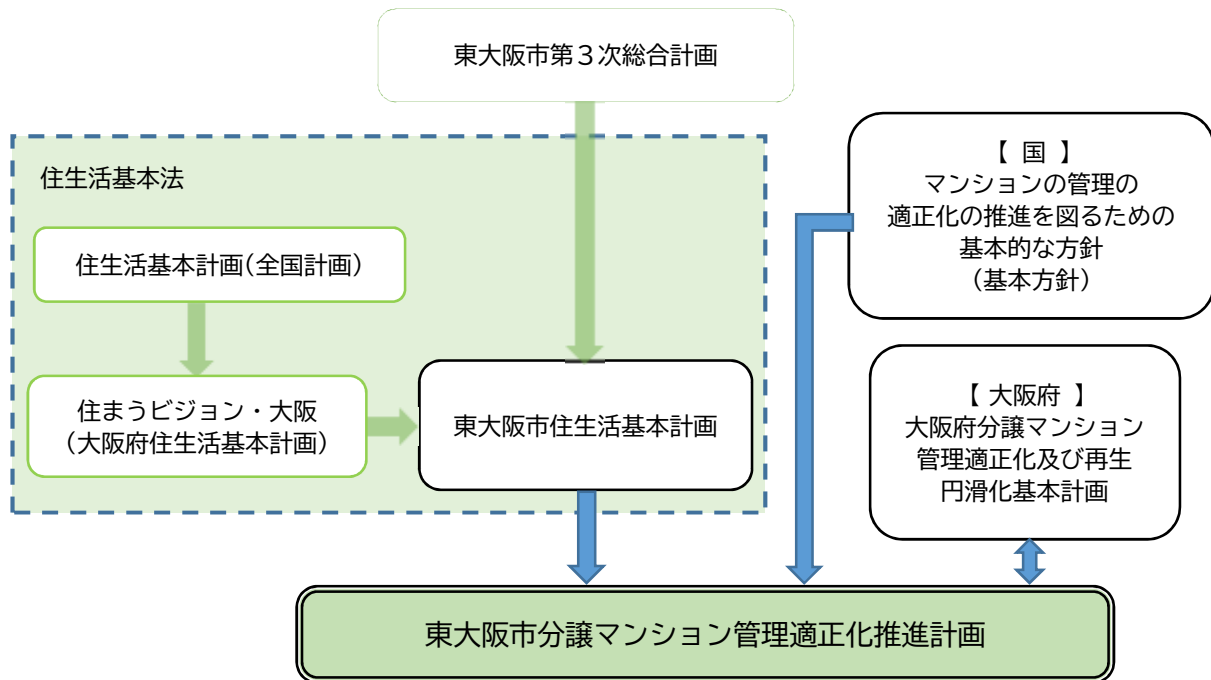 東大阪市第３次総合計画
住生活基本法
住生活基本計画(全国計画)
住まうビジョン・大阪
(大阪府住生活基本計画)
東大阪市住生活基本計画
【 国 】
マンションの管理の
適正化の推進を図るための
基本的な方針
(基本方針)
【 大阪府 】
大阪府分譲マンション
管理適正化及び再生
円滑化基本計画
東大阪市分譲マンション管理適正化推進計画